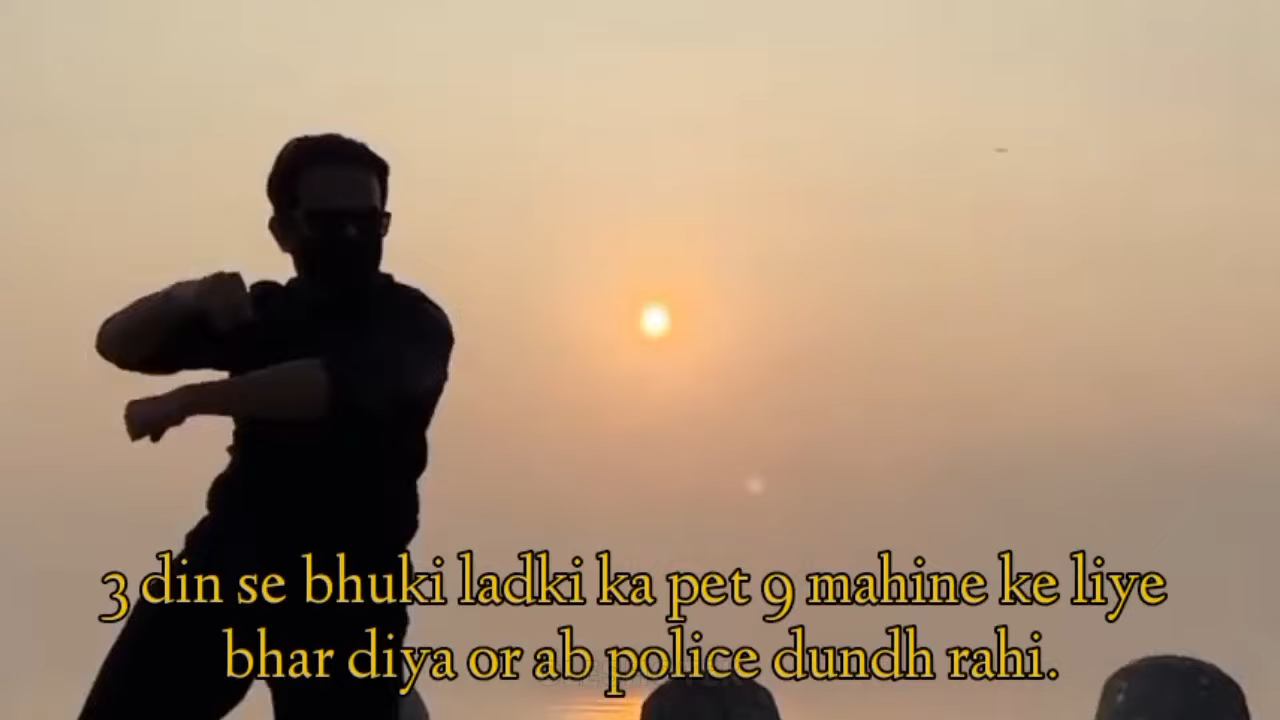 3 din se bhuki ladki ka pet 9 mahine ke liye
bhar diya or ab police dundh rahi.